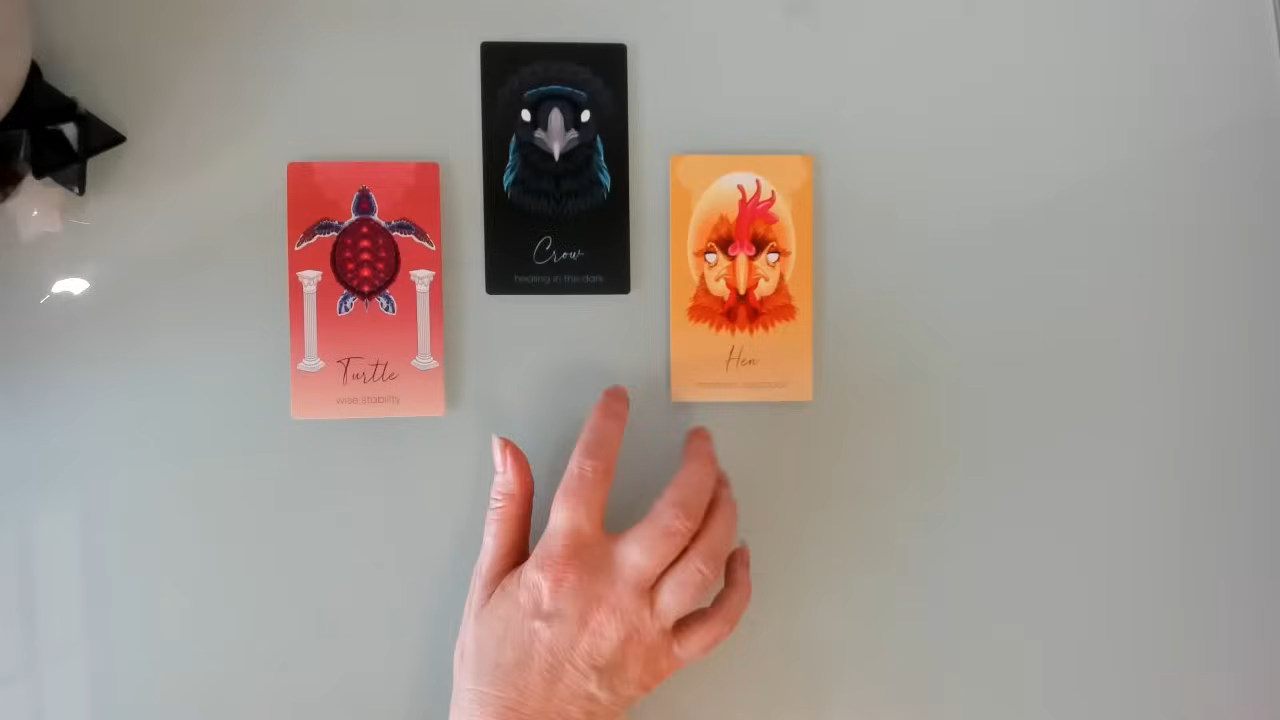 Turtle
wise stability
Crow
healing in the dark
Hen